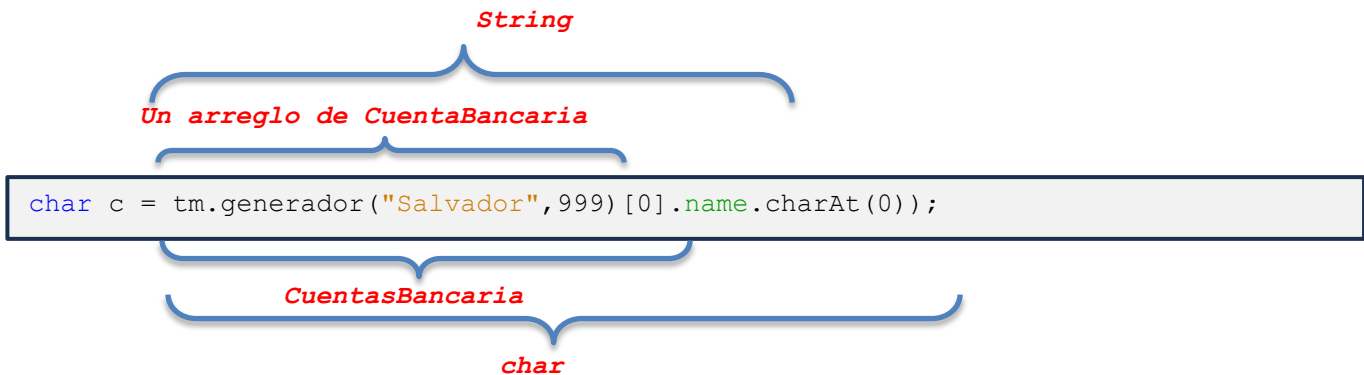 String
Un arreglo de CuentaBancaria
char c = tm.generador("Salvador",999)[0].name.charAt(0));
CuentasBancaria
char